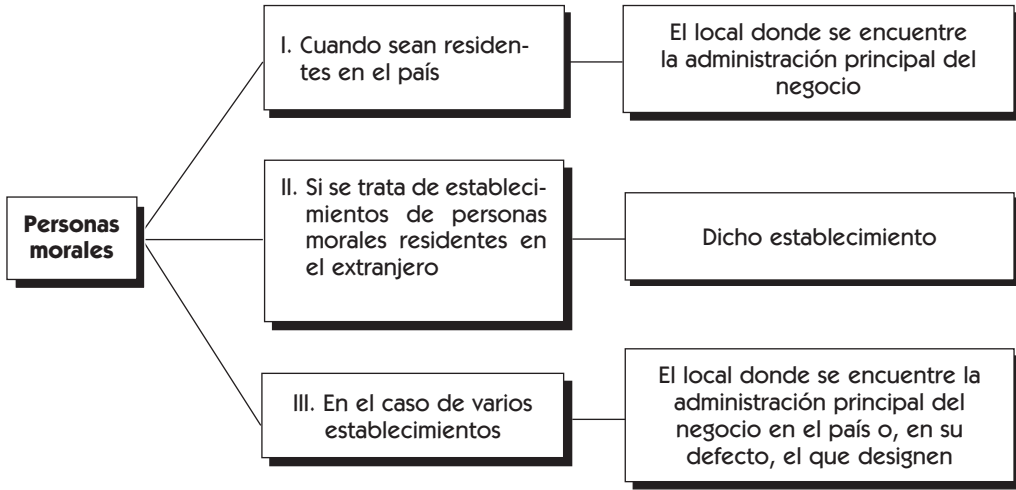 Personas
morales
I. Cuando sean residen-
tes en el país
El local donde se encuentre
la administración principal del
negocio
II. Si se trata de estableci-
mientos de personas
morales residentes en
el extranjero
Dicho establecimiento
III. En el caso de varios
establecimientos
El local donde se encuentre la
administración principal del
negocio en el país o, en su
defecto, el que designen